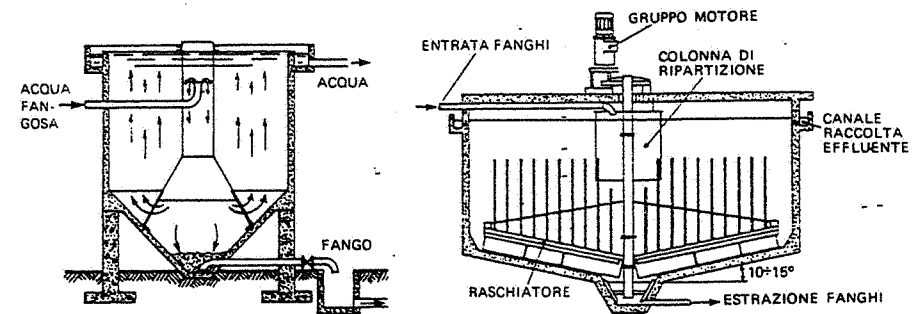 ACQUA
FAN-
GOSA
ACQUA
FANGO
ENTRATA FANGHI
GRUPPO MOTORE
COLONNA DI
RIPARTIZIONE
CANALE
RACCOLTA
EFFLUENTE
RASCHIATORE
10÷15°
ESTRAZIONE FANGHI